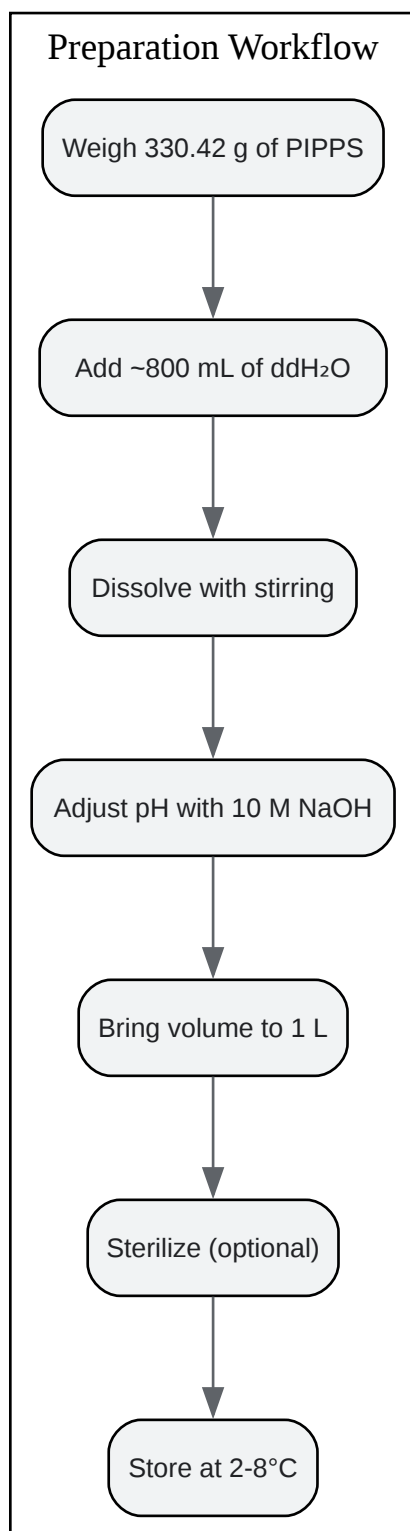 Preparation Workflow
Weigh 330.42 g of PIPPS
Add ~800 mL of ddH₂O
Dissolve with stirring
Adjust pH with 10 M NaOH
Bring volume to 1 L
Sterilize (optional)
Store at 2-8°C